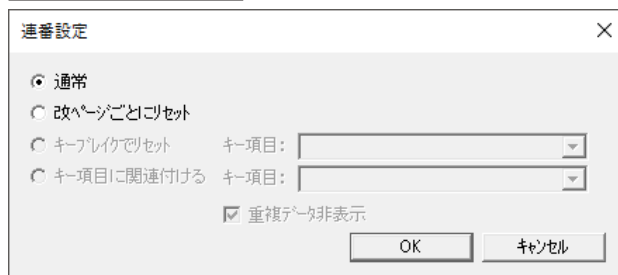 連番設定
通常
改ﾍﾟｰｼﾞごとにﾘｾｯﾄ
キーﾌﾞﾚｲｸでﾘｾｯﾄ キー項目：
キー項目に関連付ける キー項目：
重複ﾃﾞｰﾀ非表示
OK ｷｬﾝｾﾙ